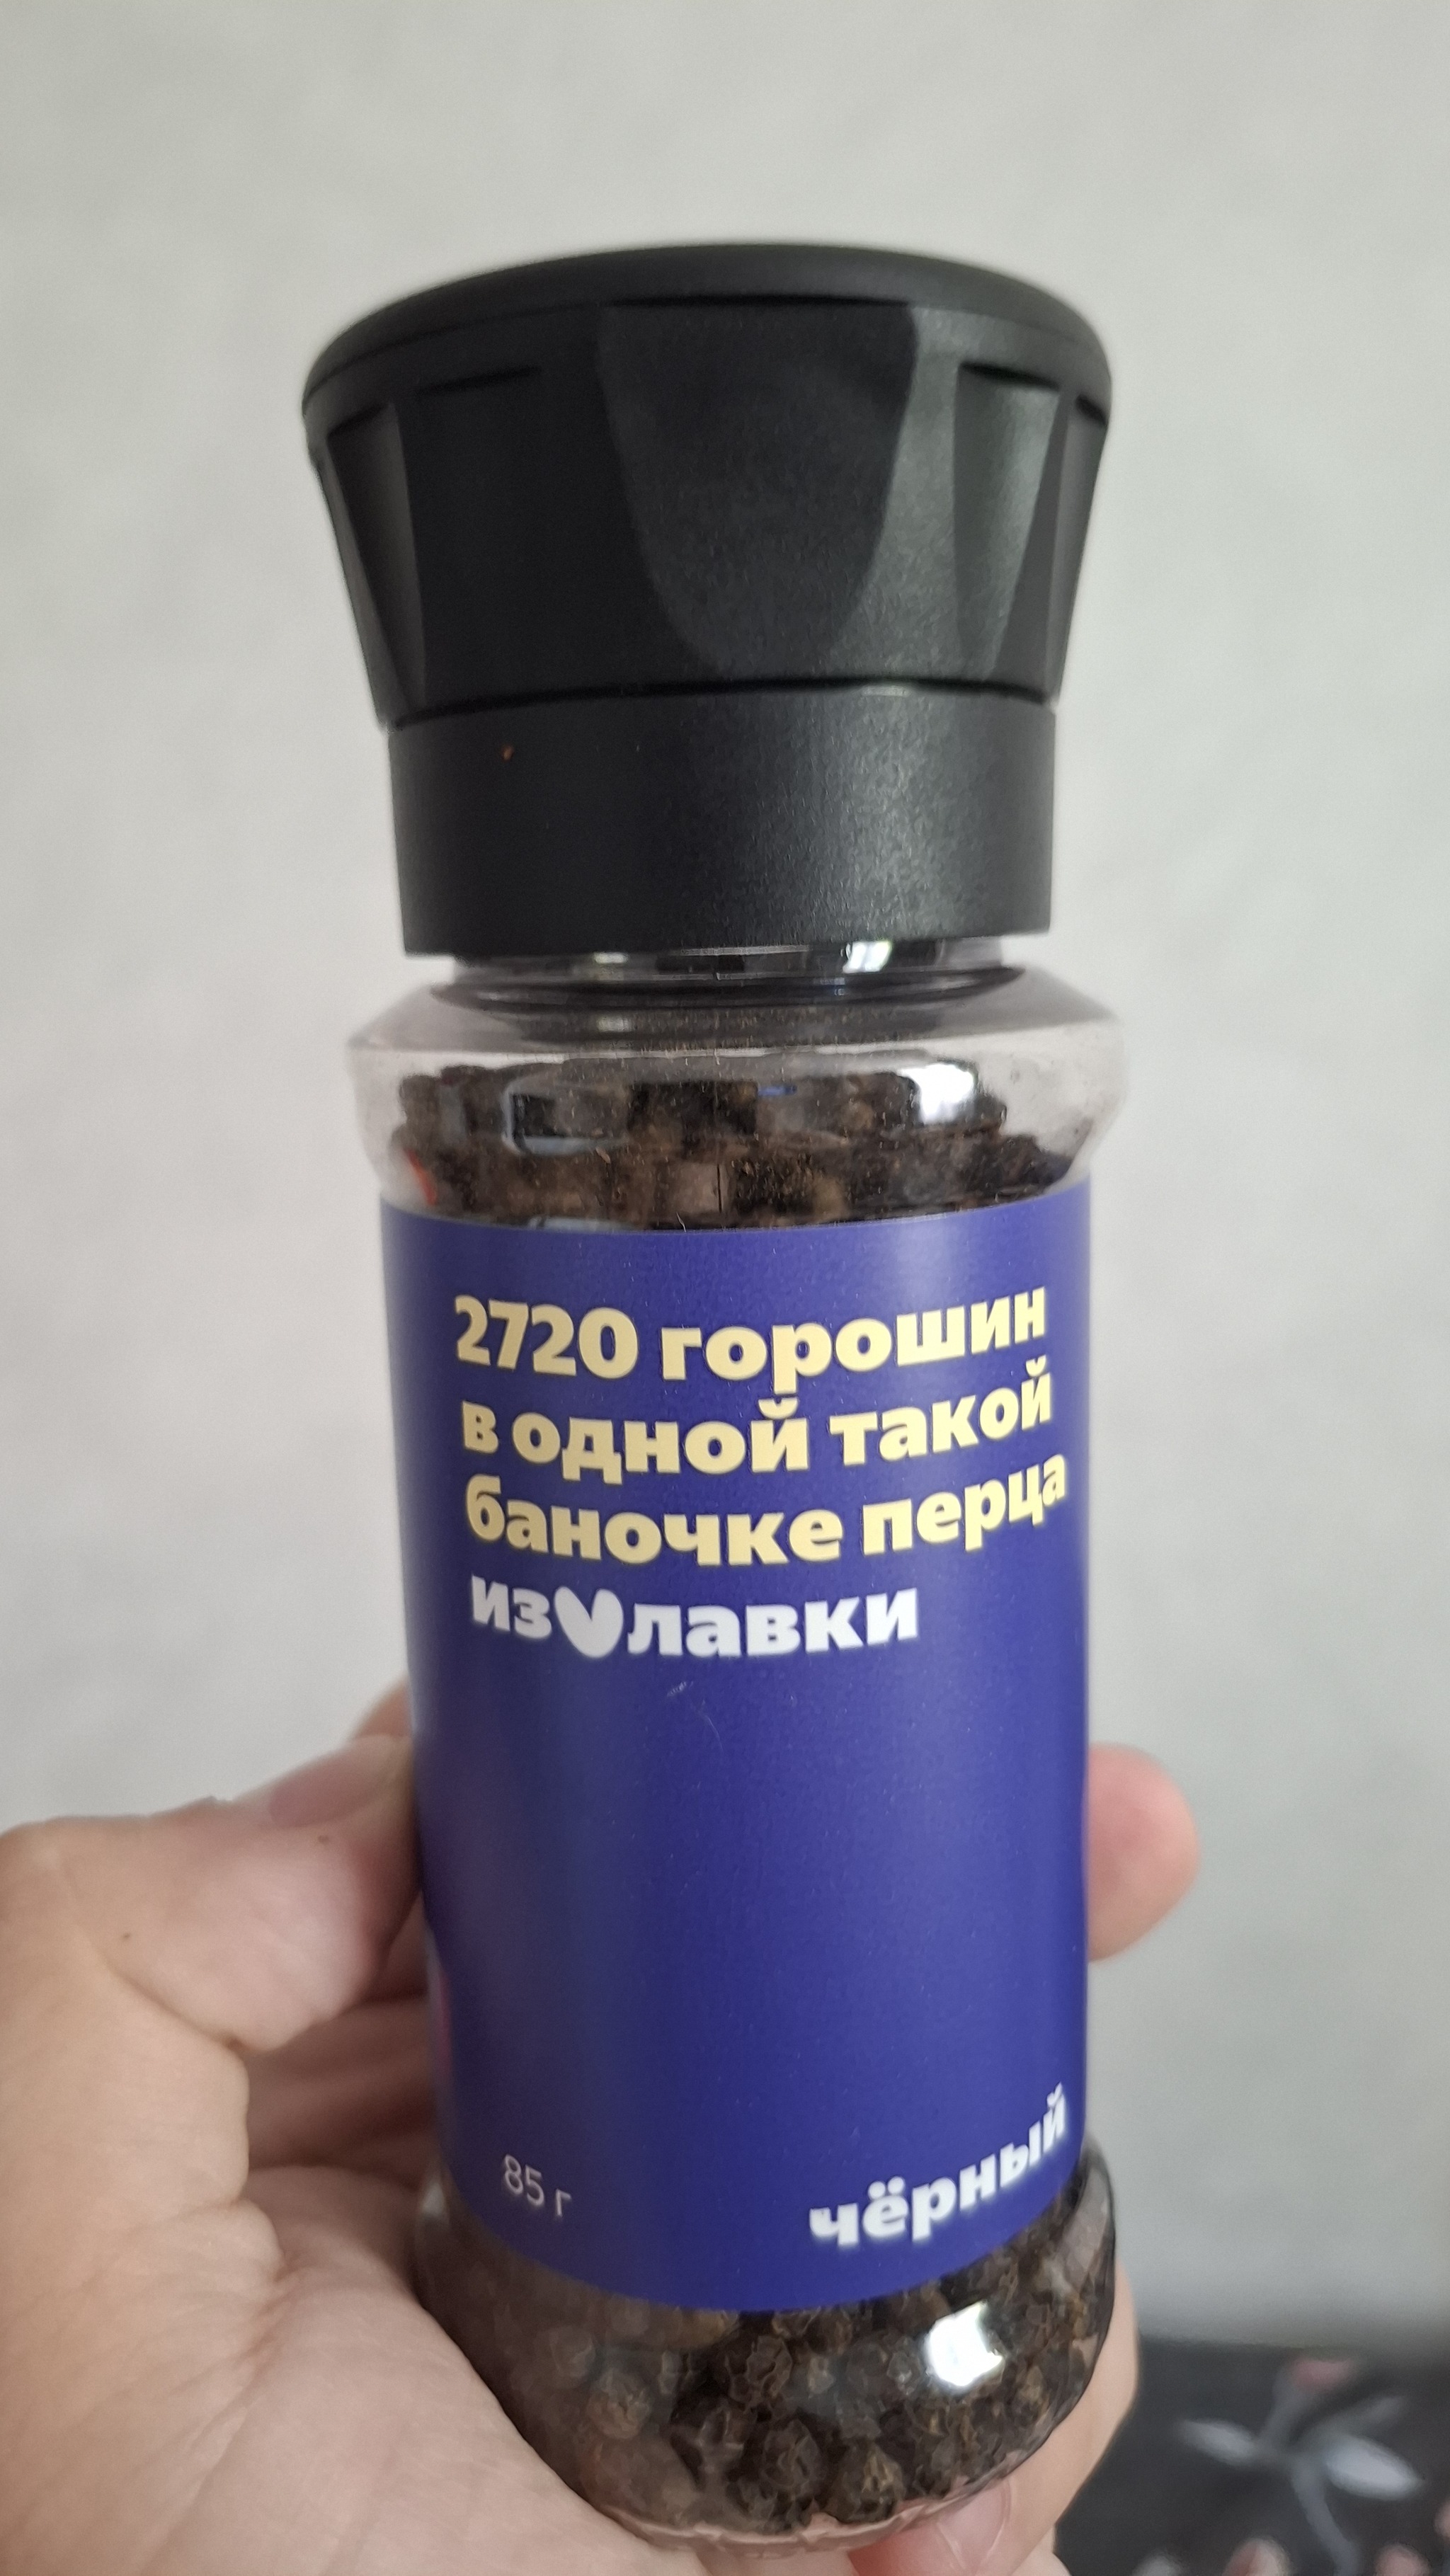 2720 горошин
в одной такой
баночке перца
из лавки
85 г
чёрный